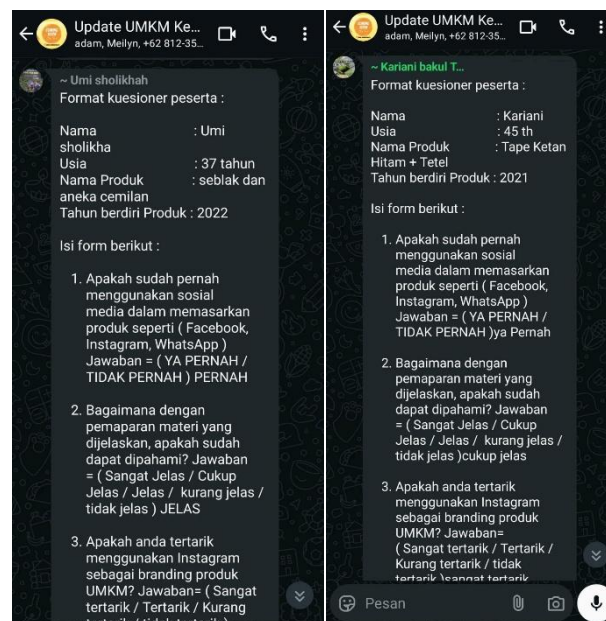 Update UMKM Ke...
adam, Meilyn, +62 812-35...
~ Umi sholikhah
Format kuesioner peserta :
Nama : Umi
sholikha
Usia : 37 tahun
Nama Produk : seblak dan
aneka cemilan
Tahun berdiri Produk : 2022
Isi form berikut :
1. Apakah sudah pernah
menggunakan sosial
media dalam memasarkan
produk seperti ( Facebook,
Instagram, WhatsApp )
Jawaban = ( YA PERNAH /
TIDAK PERNAH ) PERNAH
2. Bagaimana dengan
pemaparan materi yang
dijelaskan, apakah sudah
dapat dipahami? Jawaban
= ( Sangat Jelas / Cukup
Jelas / Jelas / kurang jelas /
tidak jelas ) JELAS
3. Apakah anda tertarik
menggunakan Instagram
sebagai branding produk
UMKM? Jawaban= ( Sangat
tertarik / Tertarik / Kurang
Update UMKM Ke...
adam, Meilyn, +62 812-35...
~ Kariani bakul T...
Format kuesioner peserta :
Nama : Kariani
Usia : 45 th
Nama Produk : Tape Ketan
Hitam + Tetel
Tahun berdiri Produk : 2021
Isi form berikut :
1. Apakah sudah pernah
menggunakan sosial
media dalam memasarkan
produk seperti ( Facebook,
Instagram, WhatsApp )
Jawaban = ( YA PERNAH /
TIDAK PERNAH )ya Pernah
2. Bagaimana dengan
pemaparan materi yang
dijelaskan, apakah sudah
dapat dipahami? Jawaban
= ( Sangat Jelas / Cukup
Jelas / Jelas / kurang jelas /
tidak jelas )cukup jelas
3. Apakah anda tertarik
menggunakan Instagram
sebagai branding produk
UMKM? Jawaban=
( Sangat tertarik / Tertarik /
Kurang tertarik / tidak
tertarik )sangat tertarik
Pesan